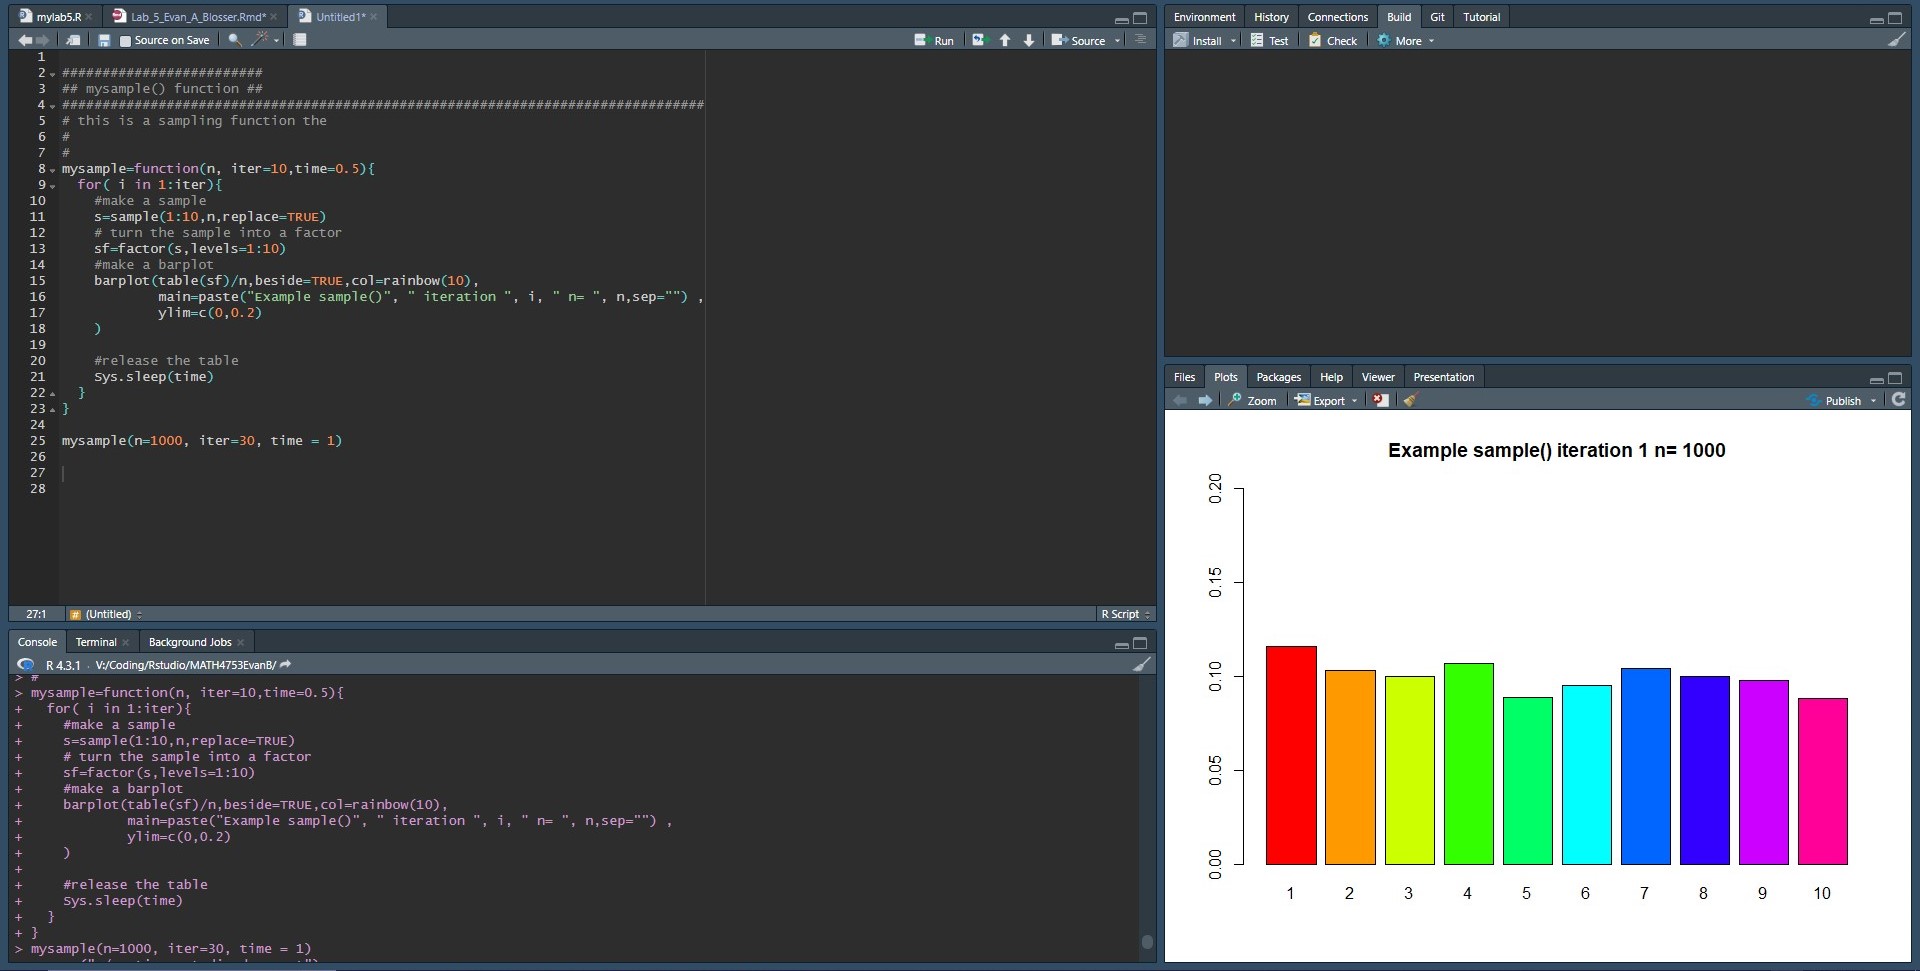 mylab5.R Lab_5_Evan_A_Blosser.Rmd* Untitled1*
Source on Save Run Source
1
2 #########################
3 ## mysample() function ##
4 ################################################################################
5 # this is a sampling function the
6 #
7 #
8 mysample=function(n, iter=10,time=0.5){
9   for( i in 1:iter){
10     #make a sample
11     s=sample(1:10,n,replace=TRUE)
12     # turn the sample into a factor
13     sf=factor(s,levels=1:10)
14     #make a barplot
15     barplot(table(sf)/n,beside=TRUE,col=rainbow(10),
16             main=paste("Example sample()", " iteration ", i, " n= ", n,sep="") ,
17             ylim=c(0,0.2)
18     )
19
20     #release the table
21     Sys.sleep(time)
22   }
23 }
24
25 mysample(n=1000, iter=30, time = 1)
26
27
28
27:1 # (Untitled) R Script
Console Terminal Background Jobs
R 4.3.1 · V:/Coding/Rstudio/MATH4753EvanB/
> #
> mysample=function(n, iter=10,time=0.5){
+   for( i in 1:iter){
+     #make a sample
+     s=sample(1:10,n,replace=TRUE)
+     # turn the sample into a factor
+     sf=factor(s,levels=1:10)
+     #make a barplot
+     barplot(table(sf)/n,beside=TRUE,col=rainbow(10),
+             main=paste("Example sample()", " iteration ", i, " n= ", n,sep="") ,
+             ylim=c(0,0.2)
+     )
+
+     #release the table
+     Sys.sleep(time)
+   }
+ }
> mysample(n=1000, iter=30, time = 1)
Environment History Connections Build Git Tutorial
Install Test Check More
Files Plots Packages Help Viewer Presentation
Zoom Export Publish
Example sample() iteration 1 n= 1000
0.20
0.15
0.10
0.05
0.00
1 2 3 4 5 6 7 8 9 10